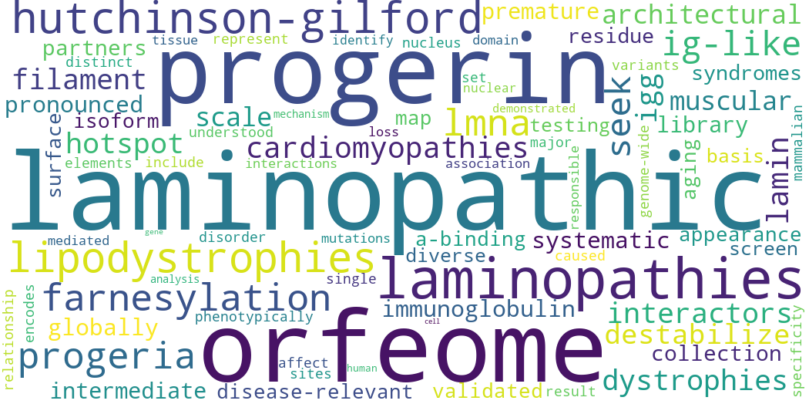 hutchinson-gilford premature architectural
partners tissue represent identify nucleus domain residue ig-like
distinct variants
filament progerin set nuclear syndromes
pronounced demonstrated seek igg muscular
isoform scale mechanism map lmna testing library
surface hotspot understood loss major
cardiomyopathies basis mammalian
elements include interactions association responsible genome-wide aging lamin
laminopathic
gene
mediated disorder mutations a-binding systematic appearance
lipodystrophies diverse caused screen
analysis single laminopathies
relationship encodes farnesylation immunoglobulin interactors
globally phenotypically cell destabilize specificity
progeria orfeome collection
affect sites human dystrophies
intermediate disease-relevant validated result